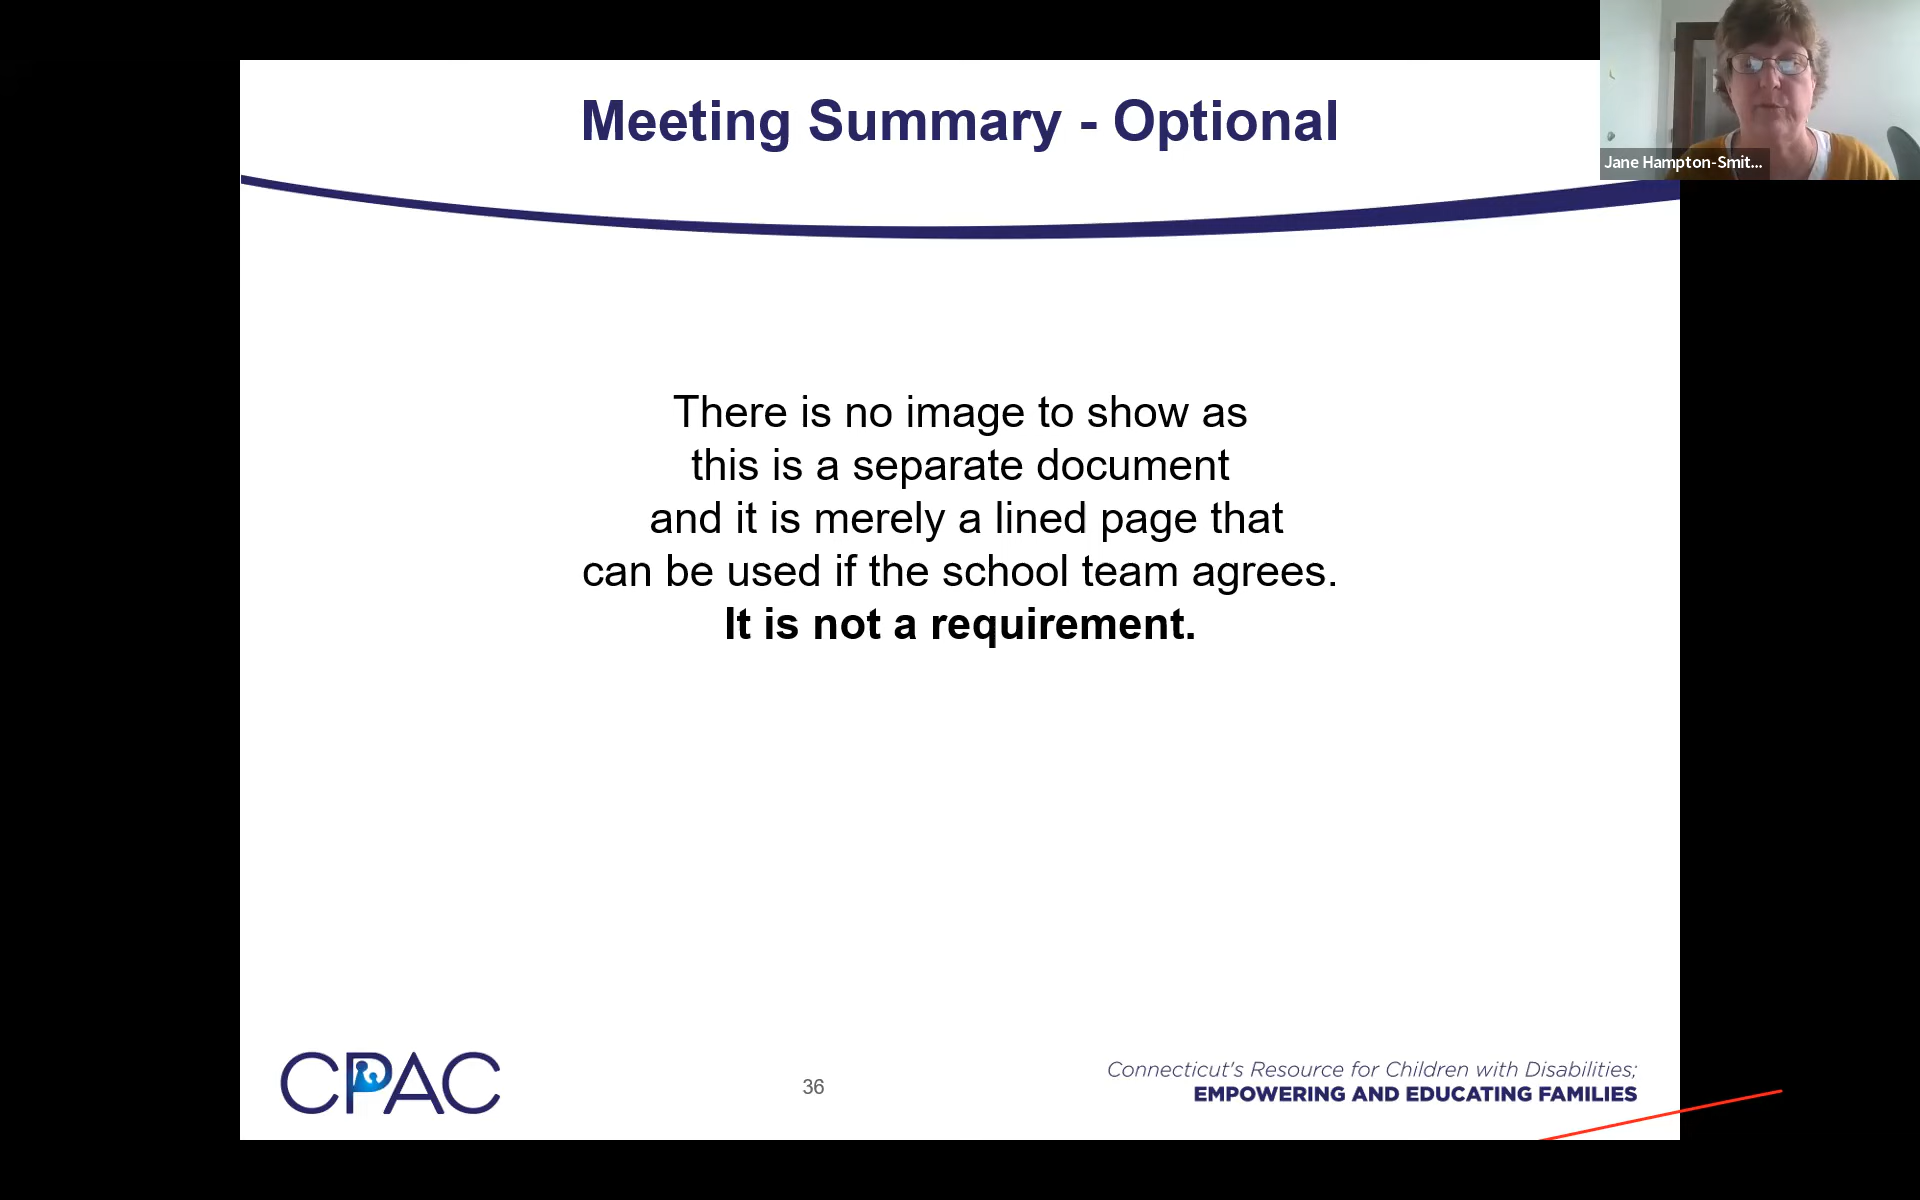 Meeting Summary - Optional
Jane Hampton-Smit...
There is no image to show as
this is a separate document
and it is merely a lined page that
can be used if the school team agrees.
It is not a requirement.
CPAC
36
Connecticut's Resource for Children with Disabilities;
EMPOWERING AND EDUCATING FAMILIES